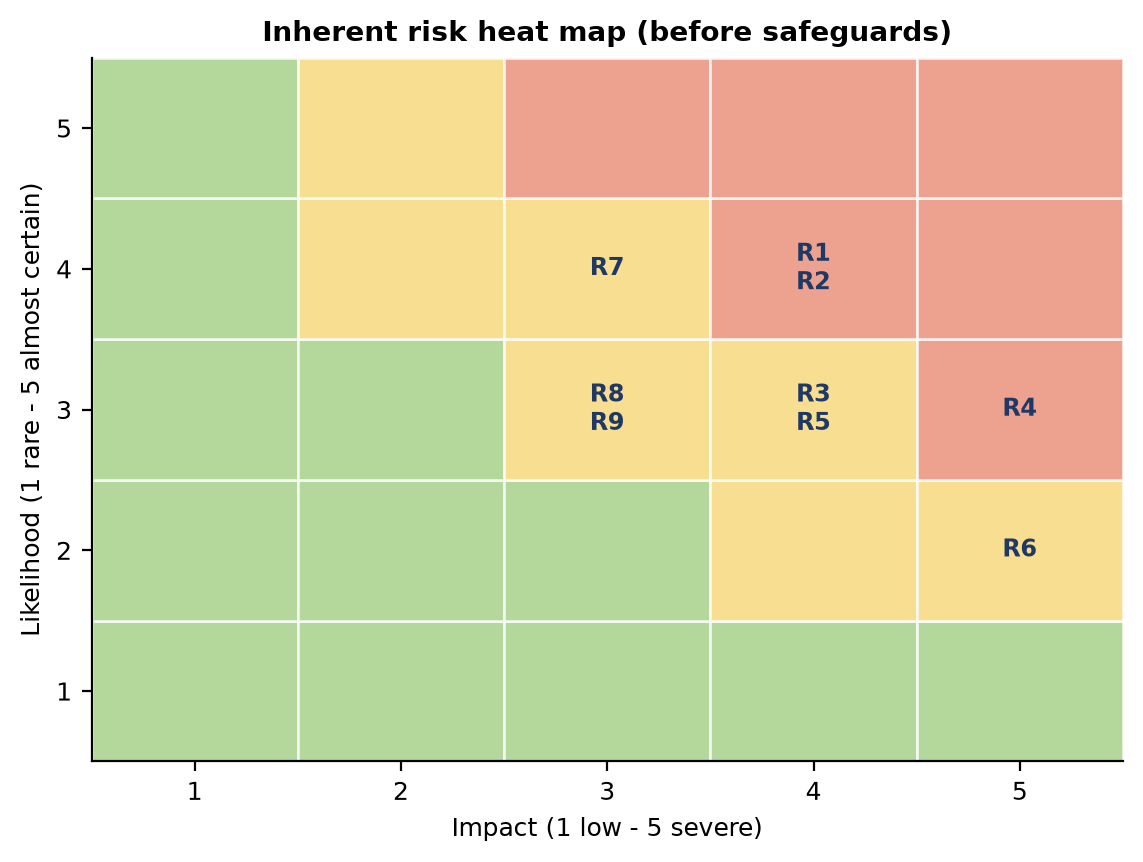 Inherent risk heat map (before safeguards)
Likelihood (1 rare - 5 almost certain)
5
4
R7
R1
R2
3
R8
R9
R3
R5
R4
2
R6
1
1 2 3 4 5
Impact (1 low - 5 severe)